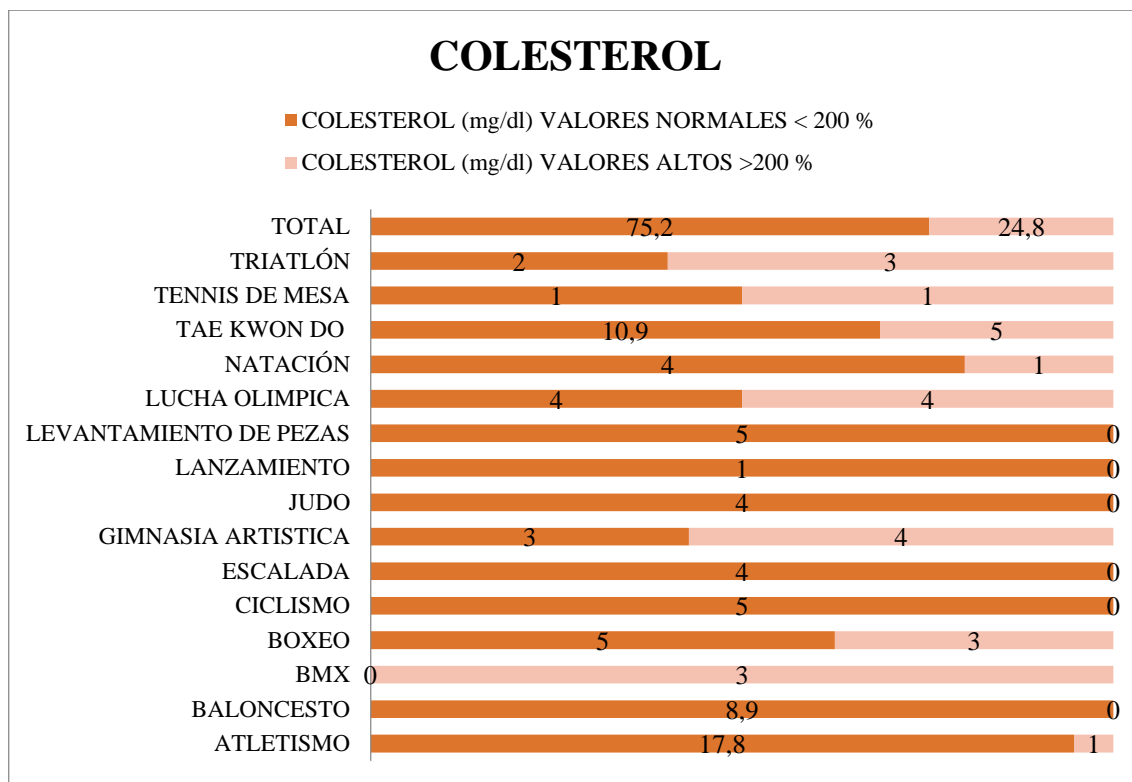 COLESTEROL
COLESTEROL (mg/dl) VALORES NORMALES < 200 %
COLESTEROL (mg/dl) VALORES ALTOS >200 %
TOTAL 75,2 24,8
TRIATLÓN 2 3
TENNIS DE MESA 1 1
TAE KWON DO 10,9 5
NATACIÓN 4 1
LUCHA OLIMPICA 4 4
LEVANTAMIENTO DE PEZAS 5 0
LANZAMIENTO 1 0
JUDO 4 0
GIMNASIA ARTISTICA 3 4
ESCALADA 4 0
CICLISMO 5 0
BOXEO 5 3
BMX 0 3
BALONCESTO 8,9 0
ATLETISMO 17,8 1